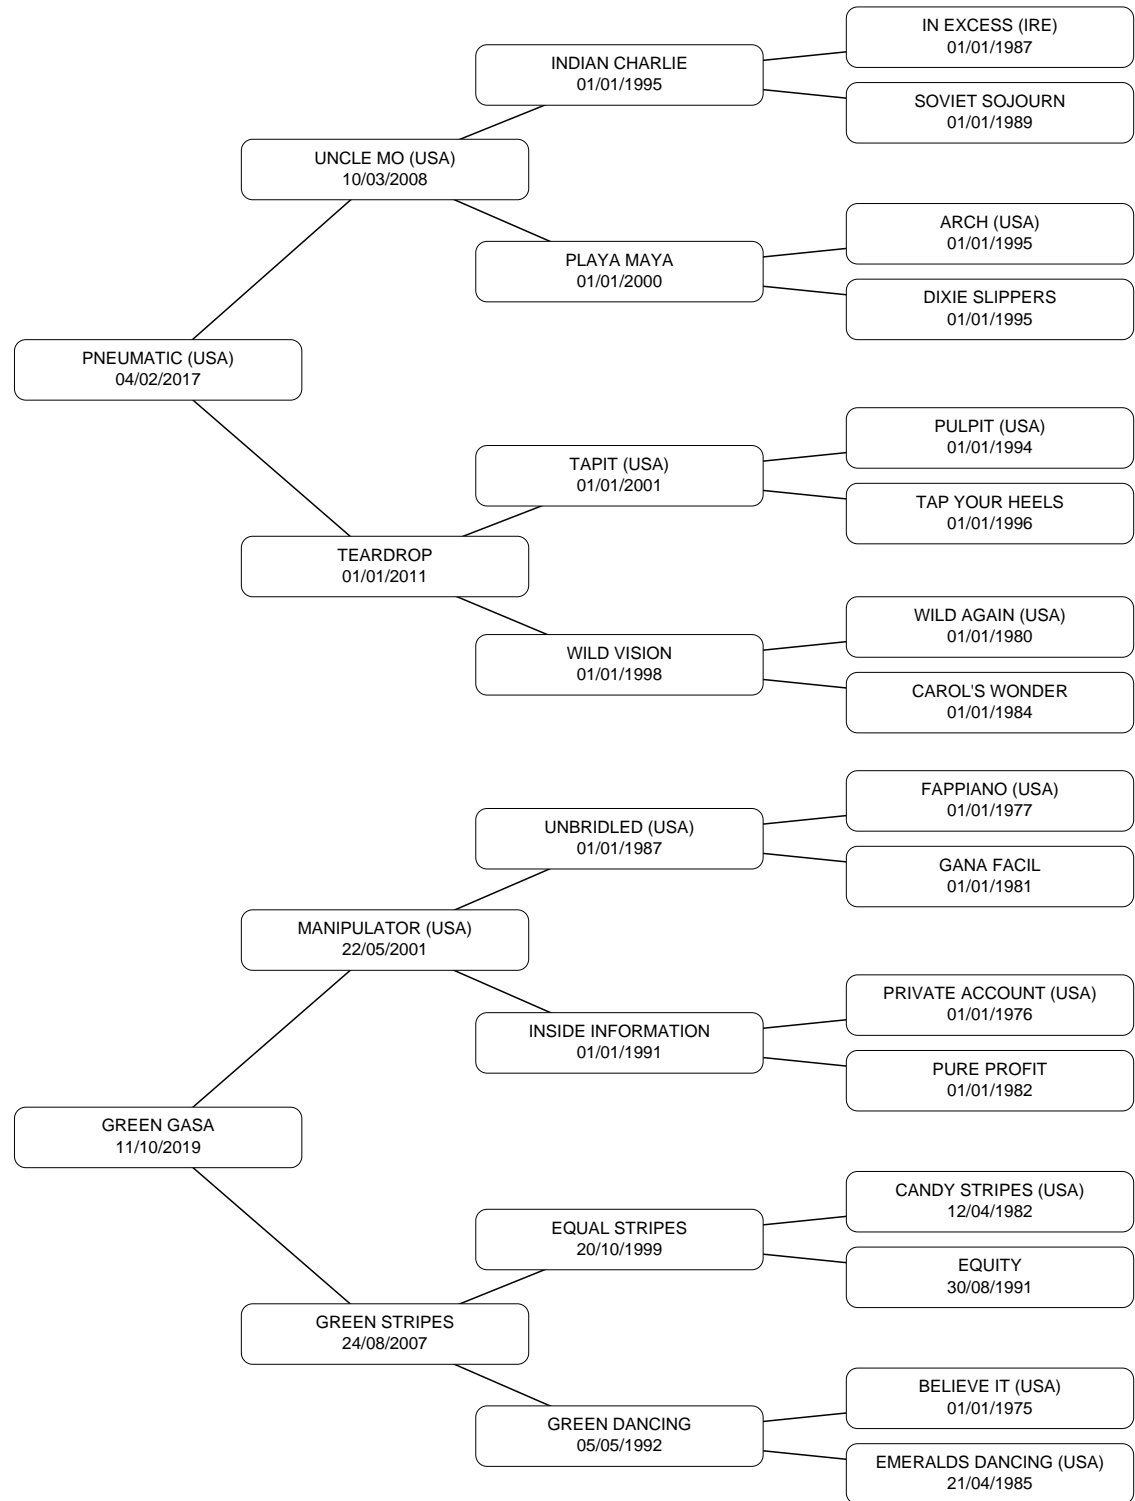 IN EXCESS (IRE)
01/01/1987
INDIAN CHARLIE
01/01/1995
SOVIET SOJOURN
01/01/1989
UNCLE MO (USA)
10/03/2008
ARCH (USA)
01/01/1995
PLAYA MAYA
01/01/2000
DIXIE SLIPPERS
01/01/1995
PNEUMATIC (USA)
04/02/2017
PULPIT (USA)
01/01/1994
TAPIT (USA)
01/01/2001
TAP YOUR HEELS
01/01/1996
TEARDROP
01/01/2011
WILD AGAIN (USA)
01/01/1980
WILD VISION
01/01/1998
CAROL'S WONDER
01/01/1984
FAPPIANO (USA)
01/01/1977
UNBRIDLED (USA)
01/01/1987
GANA FACIL
01/01/1981
MANIPULATOR (USA)
22/05/2001
PRIVATE ACCOUNT (USA)
01/01/1976
INSIDE INFORMATION
01/01/1991
PURE PROFIT
01/01/1982
GREEN GASA
11/10/2019
CANDY STRIPES (USA)
12/04/1982
EQUAL STRIPES
20/10/1999
EQUITY
30/08/1991
GREEN STRIPES
24/08/2007
BELIEVE IT (USA)
01/01/1975
GREEN DANCING
05/05/1992
EMERALDS DANCING (USA)
21/04/1985